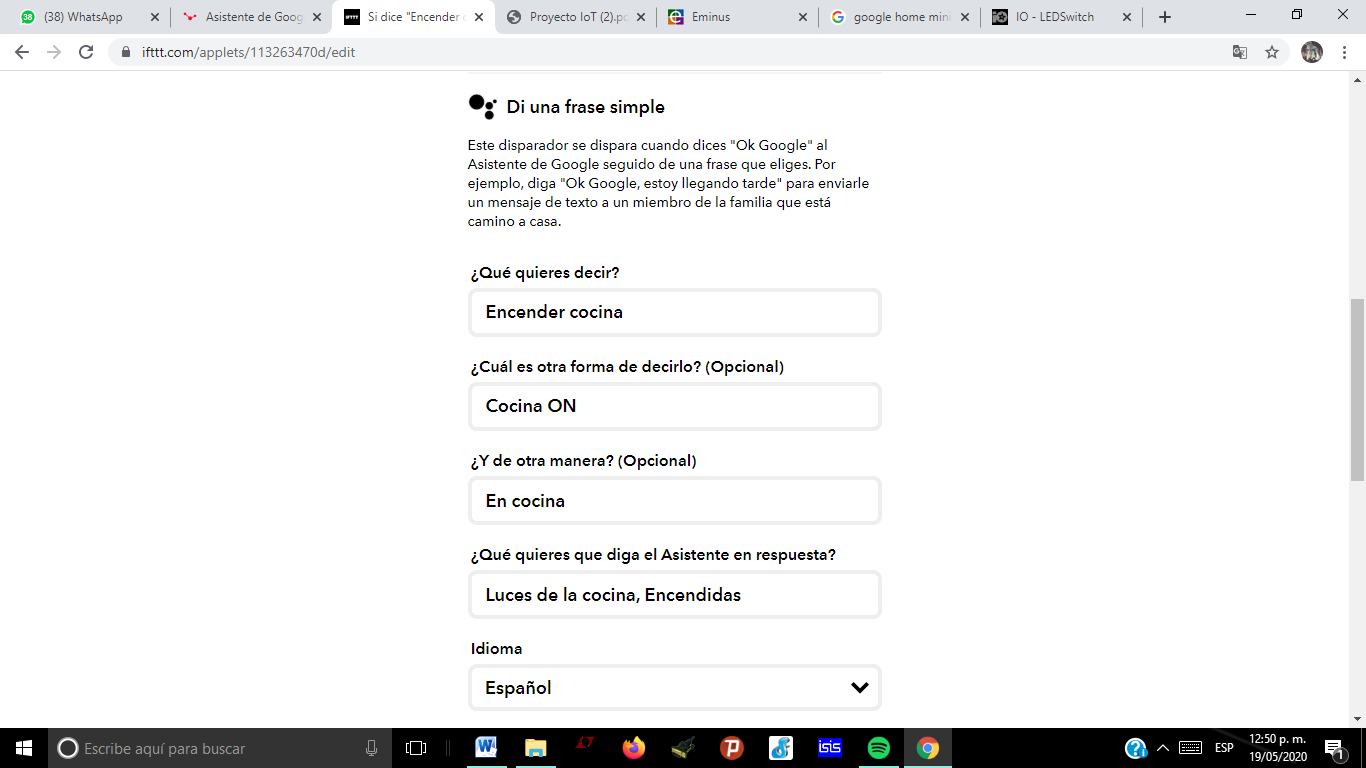 (38) WhatsApp
Asistente de Goog
IFTTT
Si dice "Encender c
Proyecto IoT (2).pd
Eminus
google home mini
IO - LEDSwitch
ifttt.com/applets/113263470d/edit
Di una frase simple
Este disparador se dispara cuando dices "Ok Google" al
Asistente de Google seguido de una frase que eliges. Por
ejemplo, diga "Ok Google, estoy llegando tarde" para enviarle
un mensaje de texto a un miembro de la familia que está
camino a casa.
¿Qué quieres decir?
Encender cocina
¿Cuál es otra forma de decirlo? (Opcional)
Cocina ON
¿Y de otra manera? (Opcional)
En cocina
¿Qué quieres que diga el Asistente en respuesta?
Luces de la cocina, Encendidas
Idioma
Español
Escribe aquí para buscar
isis
ESP
12:50 p. m.
19/05/2020
1